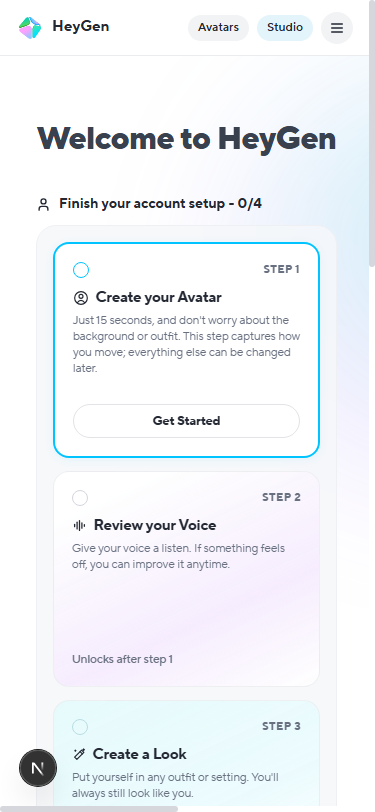 HeyGen
Avatars
Studio
Welcome to HeyGen
Finish your account setup - 0/4
STEP 1
Create your Avatar
Just 15 seconds, and don't worry about the
background or outfit. This step captures how
you move; everything else can be changed
later.
Get Started
STEP 2
Review your Voice
Give your voice a listen. If something feels
off, you can improve it anytime.
Unlocks after step 1
STEP 3
Create a Look
Put yourself in any outfit or setting. You'll
always still look like you.
N